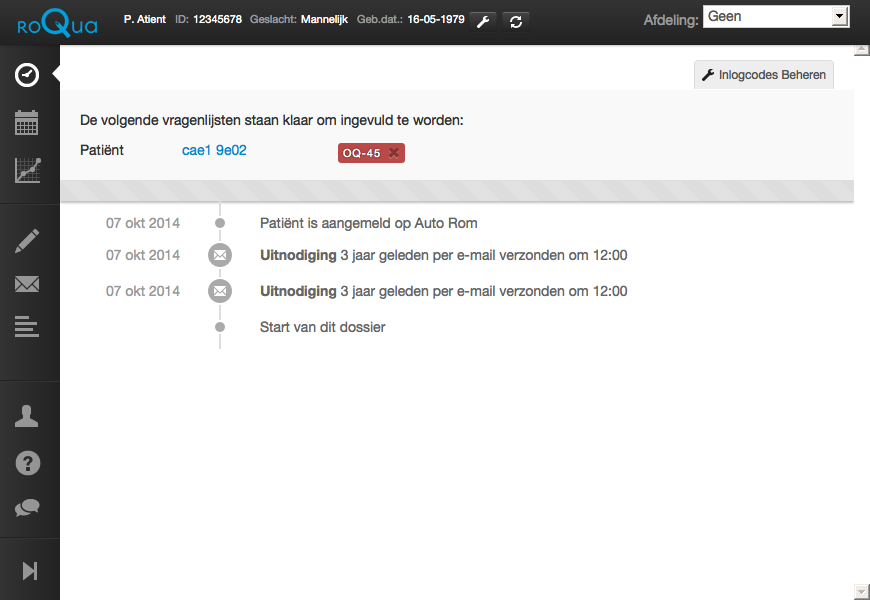 roQua P. Atient ID: 12345678 Geslacht: Mannelijk Geb.dat.: 16-05-1979 Afdeling: Geen
Inlogcodes Beheren
De volgende vragenlijsten staan klaar om ingevuld te worden:
Patiënt cae1 9e02 OQ-45
07 okt 2014 Patiënt is aangemeld op Auto Rom
07 okt 2014 Uitnodiging 3 jaar geleden per e-mail verzonden om 12:00
07 okt 2014 Uitnodiging 3 jaar geleden per e-mail verzonden om 12:00
Start van dit dossier